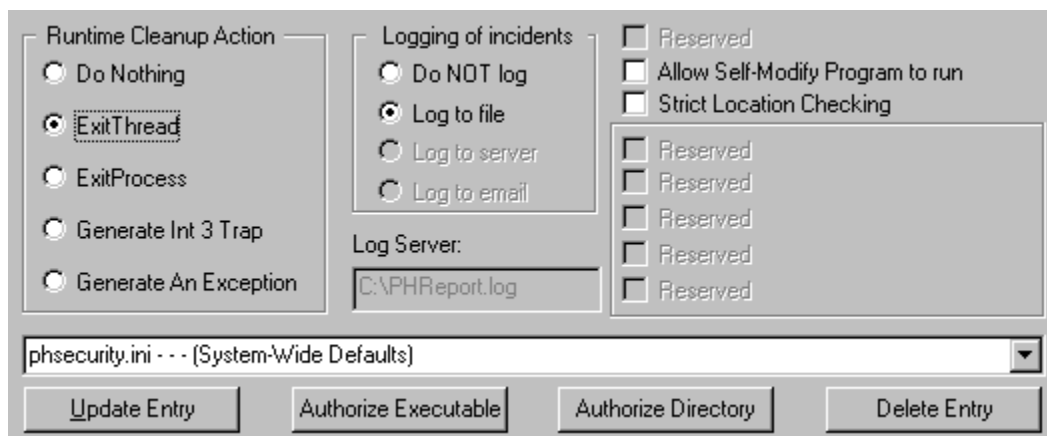 Runtime Cleanup Action
Do Nothing
ExitThread
ExitProcess
Generate Int 3 Trap
Generate An Exception
Logging of incidents
Do NOT log
Log to file
Log to server
Log to email
Log Server:
C:\PHReport.log
Reserved
Allow Self-Modify Program to run
Strict Location Checking
Reserved
Reserved
Reserved
Reserved
Reserved
phsecurity.ini - - - (System-Wide Defaults)
Update Entry
Authorize Executable
Authorize Directory
Delete Entry